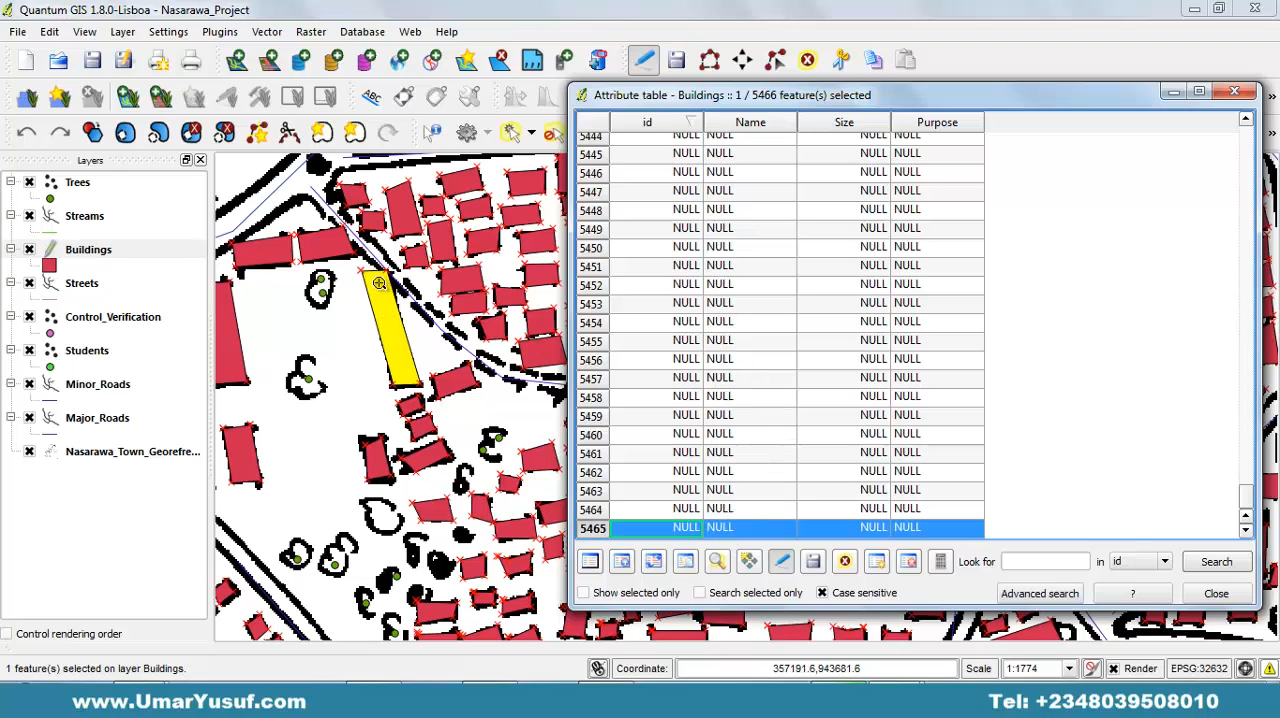 Quantum GIS 1.8.0-Lisboa - Nasarawa_Project
File Edit View Layer Settings Plugins Vector Raster Database Web Help
ABC
Layers
Trees
Streams
Buildings
Streets
Control_Verification
Students
Minor_Roads
Major_Roads
Nasarawa_Town_Georefre...
Control rendering order
Attribute table - Buildings :: 1 / 5466 feature(s) selected
id Name Size Purpose
5444
5445 NULL NULL NULL NULL
5446 NULL NULL NULL NULL
5447 NULL NULL NULL NULL
5448 NULL NULL NULL NULL
5449 NULL NULL NULL NULL
5450 NULL NULL NULL NULL
5451 NULL NULL NULL NULL
5452 NULL NULL NULL NULL
5453 NULL NULL NULL NULL
5454 NULL NULL NULL NULL
5455 NULL NULL NULL NULL
5456 NULL NULL NULL NULL
5457 NULL NULL NULL NULL
5458 NULL NULL NULL NULL
5459 NULL NULL NULL NULL
5460 NULL NULL NULL NULL
5461 NULL NULL NULL NULL
5462 NULL NULL NULL NULL
5463 NULL NULL NULL NULL
5464 NULL NULL NULL NULL
5465 NULL NULL NULL NULL
Look for in id Search
Show selected only Search selected only Case sensitive Advanced search ? Close
1 feature(s) selected on layer Buildings. Coordinate: 357191.6,943681.6 Scale 1:1774 Render EPSG:32632
www.UmarYusuf.com Tel: +2348039508010